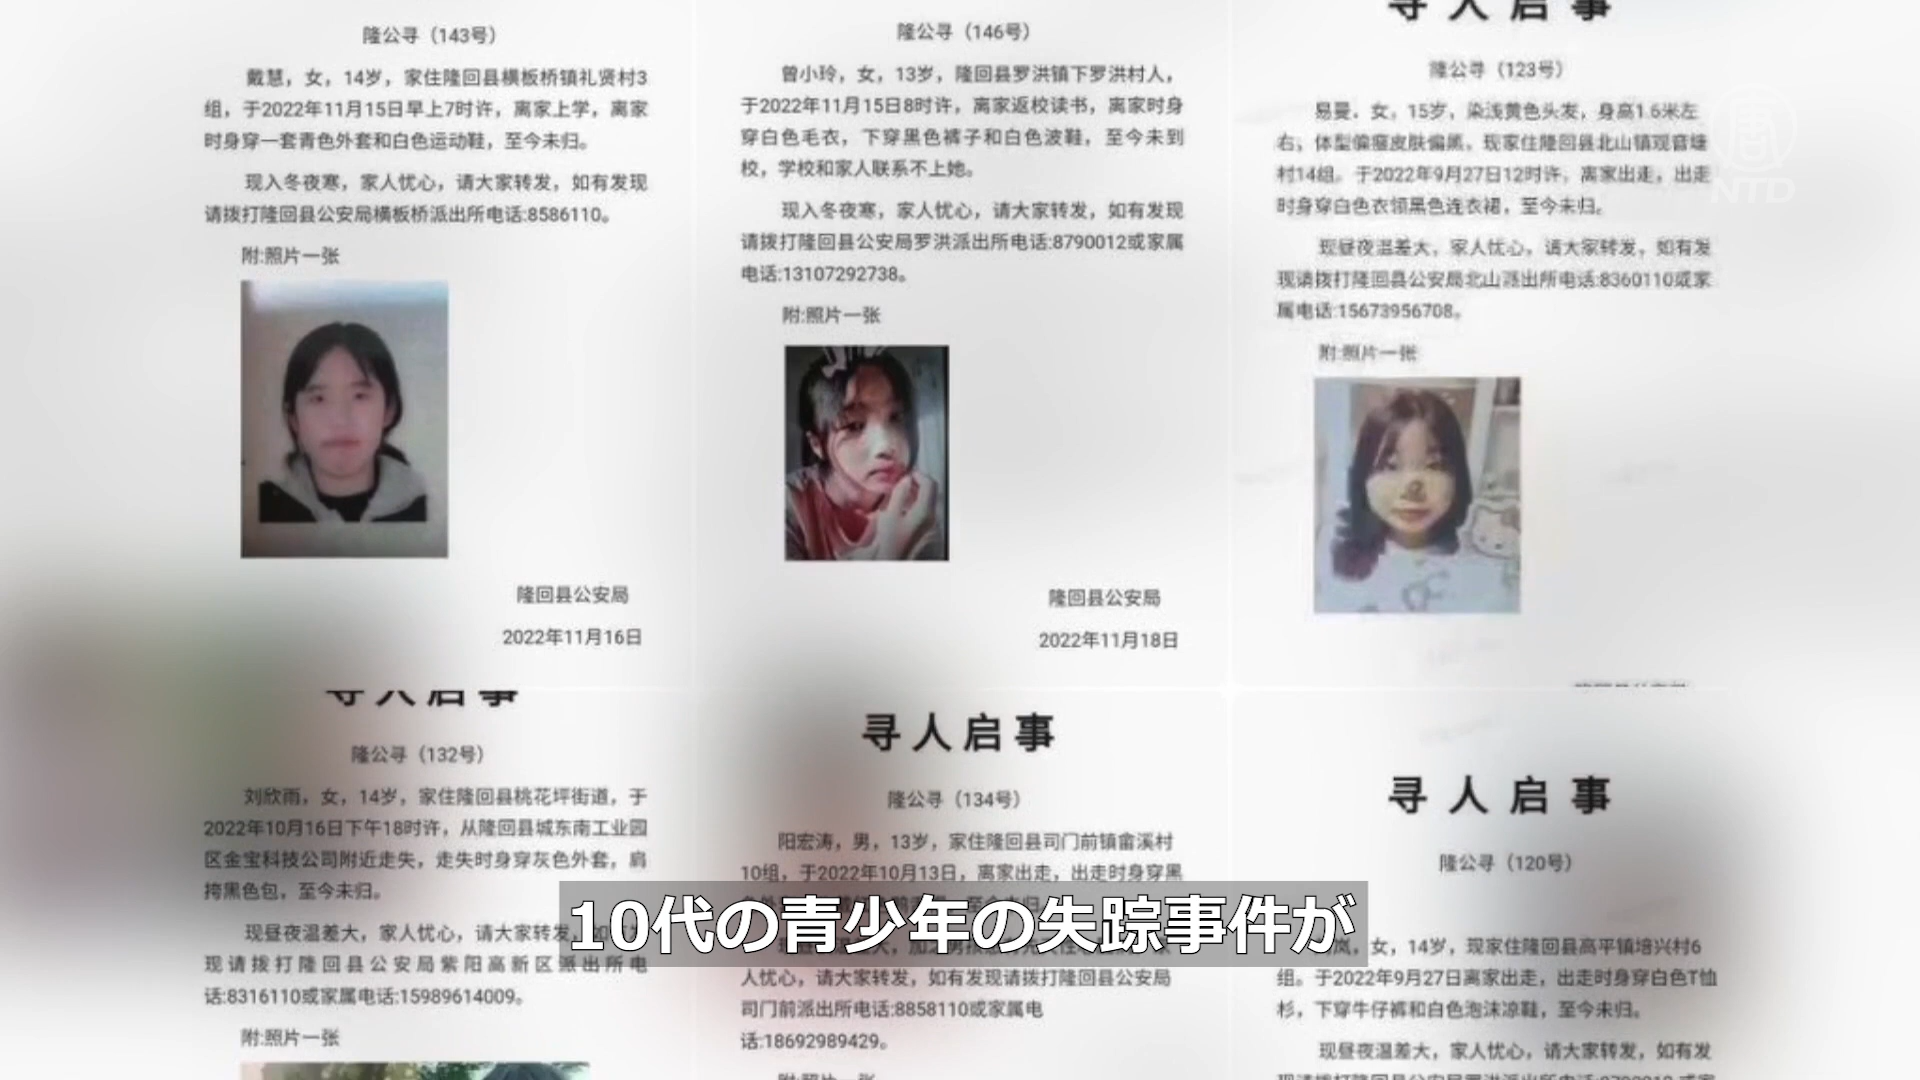 隆公寻（143号）
戴慧，女，14岁，家住隆回县横板桥镇礼贤村3
组，于2022年11月15日早上7时许，离家上学，离家
时身穿一套青色外套和白色运动鞋，至今未归。
现入冬夜寒，家人忧心，请大家转发，如有发现
请拨打隆回县公安局横板桥派出所电话:8586110。
附:照片一张
隆回县公安局
2022年11月16日
隆公寻（146号）
曾小玲，女，13岁，隆回县罗洪镇下罗洪村人，
于2022年11月15日8时许，离家返校读书，离家时身
穿白色毛衣，下穿黑色裤子和白色波鞋，至今未到
校，学校和家人联系不上她。
现入冬夜寒，家人忧心，请大家转发，如有发现
请拨打隆回县公安局罗洪派出所电话:8790012或家属
电话:13107292738。
附:照片一张
隆回县公安局
2022年11月18日
寻人启事
隆公寻（123号）
易曼，女，15岁，染浅黄色头发，身高1.6米左
右，体型偏瘦皮肤偏黑，现家住隆回县北山镇观音塘
村14组。于2022年9月27日12时许，离家出走，出走
时身穿白色衣领黑色连衣裙，至今未归。
现昼夜温差大，家人忧心，请大家转发，如有发
现请拨打隆回县公安局北山派出所电话:8360110或家
属电话:15673956708。
附:照片一张
NTD
寻人启事
隆公寻（132号）
刘欣雨，女，14岁，家住隆回县桃花坪街道，于
2022年10月16日下午18时许，从隆回县城东南工业园
区金宝科技公司附近走失，走失时身穿灰色外套，肩
挎黑色包，至今未归。
现昼夜温差大，家人忧心，请大家转发
现请拨打隆回县公安局紫阳高新区派出所电
话:8316110或家属电话:15989614009。
附:照片一张
寻人启事
隆公寻（134号）
阳宏涛，男，13岁，家住隆回县司门前镇畲溪村
10组，于2022年10月13日，离家出走，出走时身穿黑
人忧心，请大家转发，如有发现请拨打隆回县公安局
司门前派出所电话:8858110或家属电
话:18692989429。
附:照片一张
寻人启事
隆公寻（120号）
岚，女，14岁，现家住隆回县高平镇培兴村6
组。于2022年9月27日离家出走，出走时身穿白色T恤
杉，下穿牛仔裤和白色泡沫凉鞋，至今未归。
现昼夜温差大，家人忧心，请大家转发，如有发
10代の青少年の失踪事件が